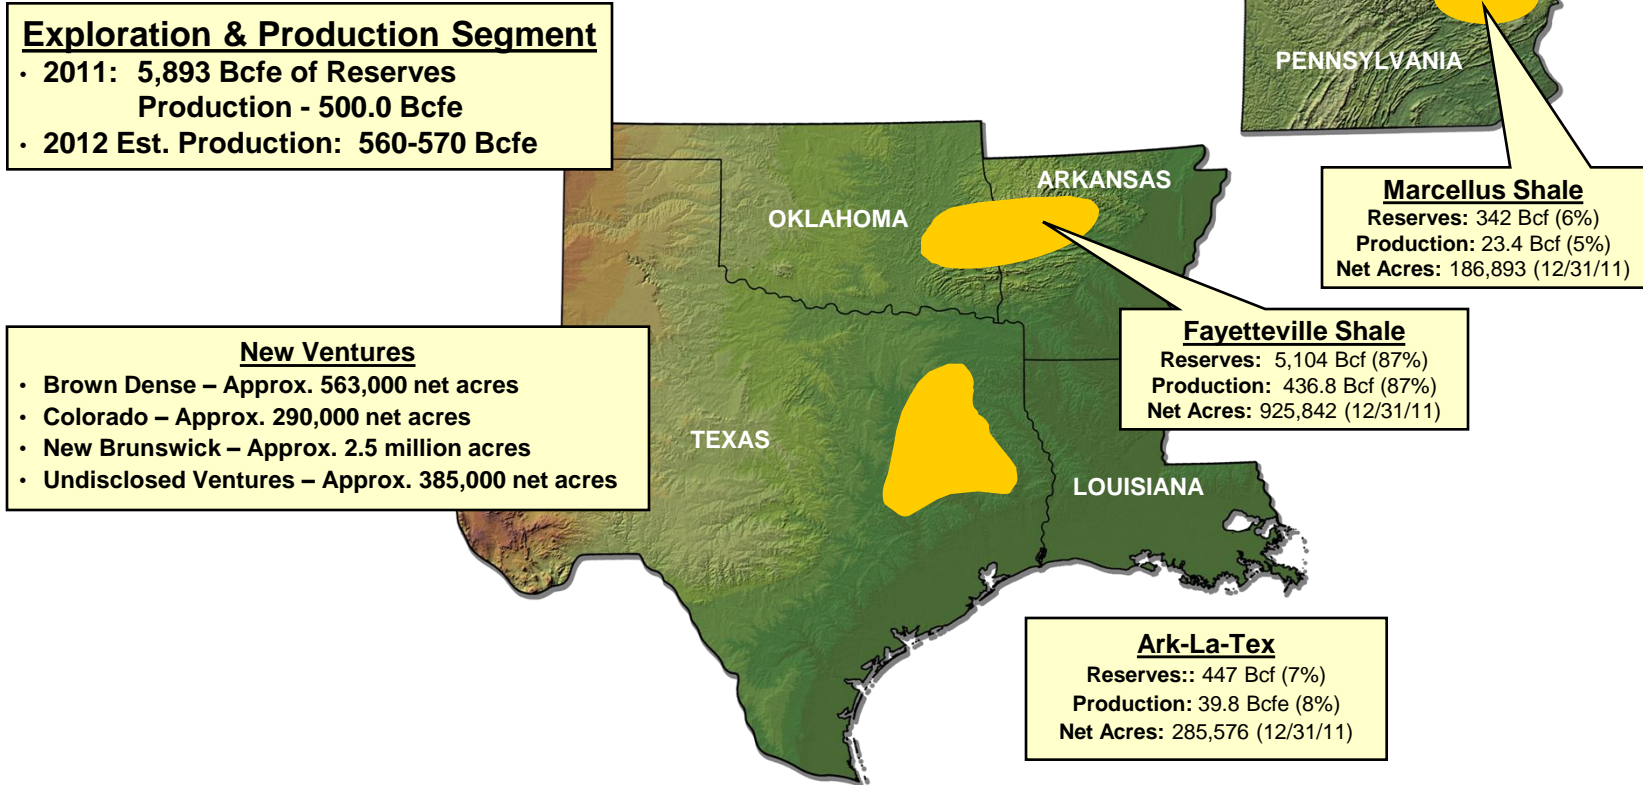 Exploration & Production Segment
· 2011: 5,893 Bcfe of Reserves
Production - 500.0 Bcfe
· 2012 Est. Production: 560-570 Bcfe
PENNSYLVANIA
Marcellus Shale
Reserves: 342 Bcf (6%)
Production: 23.4 Bcf (5%)
Net Acres: 186,893 (12/31/11)
ARKANSAS
OKLAHOMA
Fayetteville Shale
Reserves: 5,104 Bcf (87%)
Production: 436.8 Bcf (87%)
Net Acres: 925,842 (12/31/11)
New Ventures
· Brown Dense – Approx. 563,000 net acres
· Colorado – Approx. 290,000 net acres
· New Brunswick – Approx. 2.5 million acres
· Undisclosed Ventures – Approx. 385,000 net acres
TEXAS
LOUISIANA
Ark-La-Tex
Reserves:: 447 Bcf (7%)
Production: 39.8 Bcfe (8%)
Net Acres: 285,576 (12/31/11)